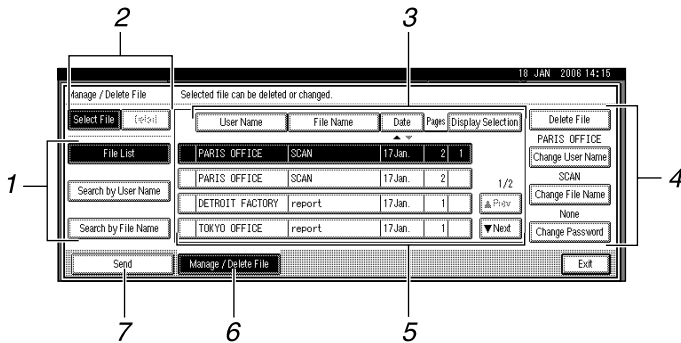 2
3
18 JAN 2006 14:15
Manage / Delete File
Selected file can be deleted or changed.
Select File
User Name
File Name
Date
Pages
Display Selection
Delete File
PARIS OFFICE
1
File List
PARIS OFFICE SCAN 17Jan. 2 1
Change User Name
SCAN
4
Search by User Name
PARIS OFFICE SCAN 17Jan. 2
1/2
Change File Name
DETROIT FACTORY report 17Jan. 1
▲Prev.
None
Search by File Name
TOKYO OFFICE report 17Jan. 1
▼Next
Change Password
Send
Manage / Delete File
Exit
7
6
5